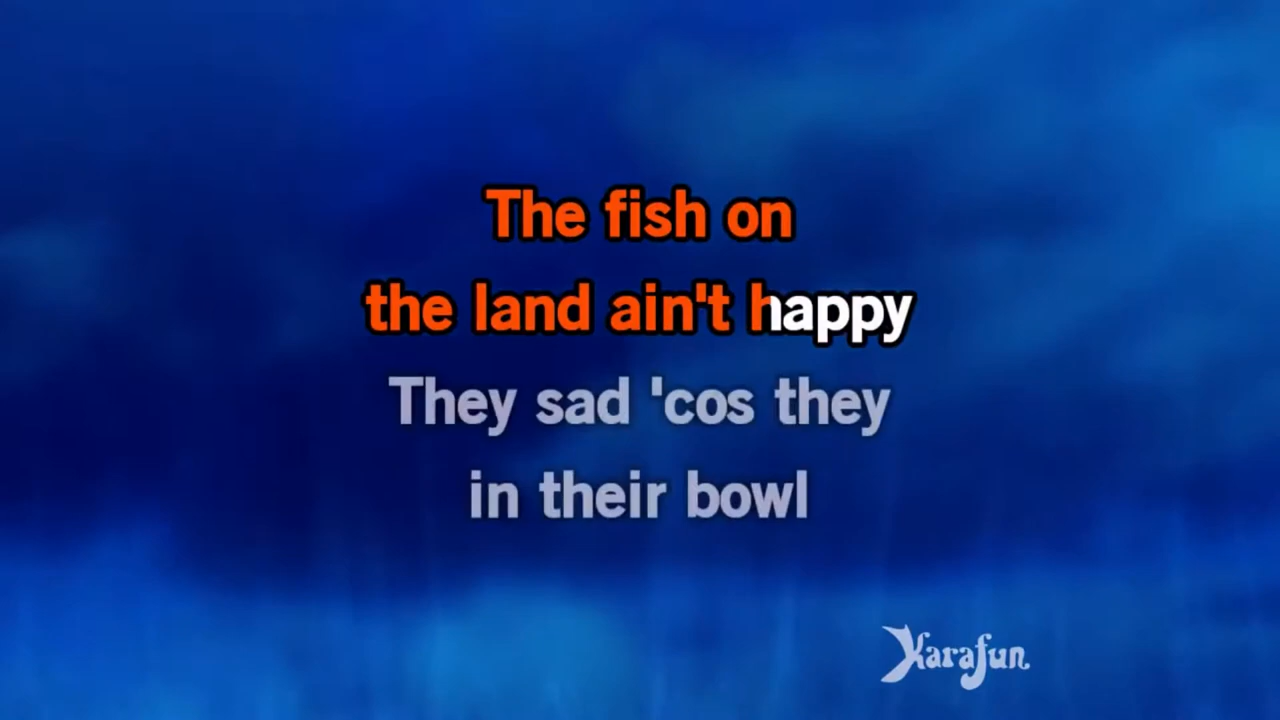 The fish on
the land ain't happy
They sad 'cos they
in their bowl
Karafun